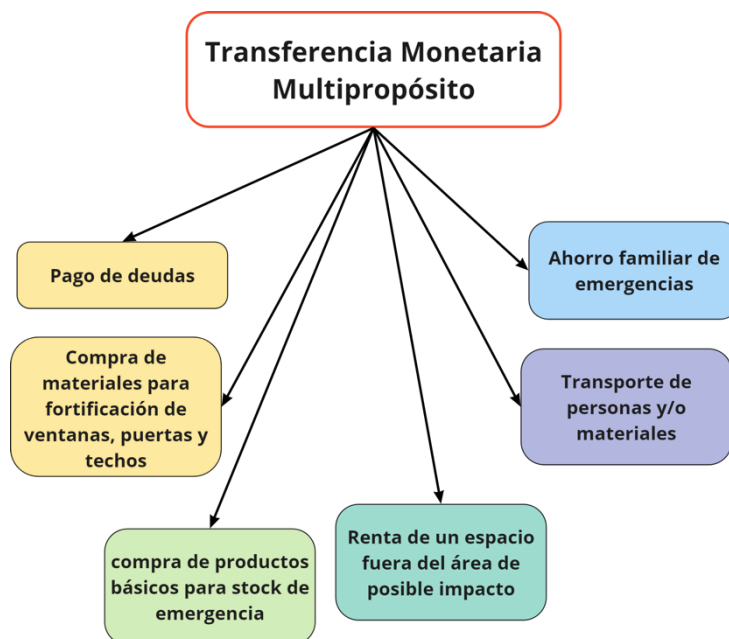 Transferencia Monetaria
Multipropósito
Pago de deudas
Ahorro familiar de
emergencias
Compra de
materiales para
fortificación de
ventanas, puertas y
techos
Transporte de
personas y/o
materiales
compra de productos
básicos para stock de
emergencia
Renta de un espacio
fuera del área de
posible impacto